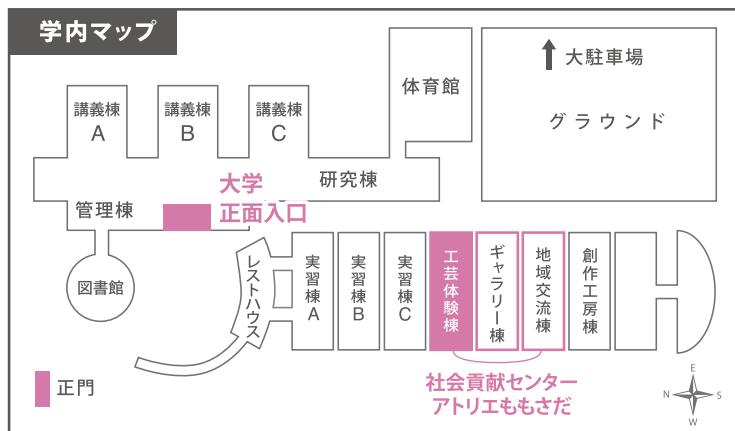 学内マップ
大駐車場
グラウンド
体育館
講義棟
A
講義棟
B
講義棟
C
研究棟
管理棟
大学
正面入口
図書館
レストハウス
実習棟A
実習棟B
実習棟C
工芸体験棟
ギャラリー棟
地域交流棟
創作工房棟
社会貢献センター
アトリエももさだ
正門
E
N
S
W